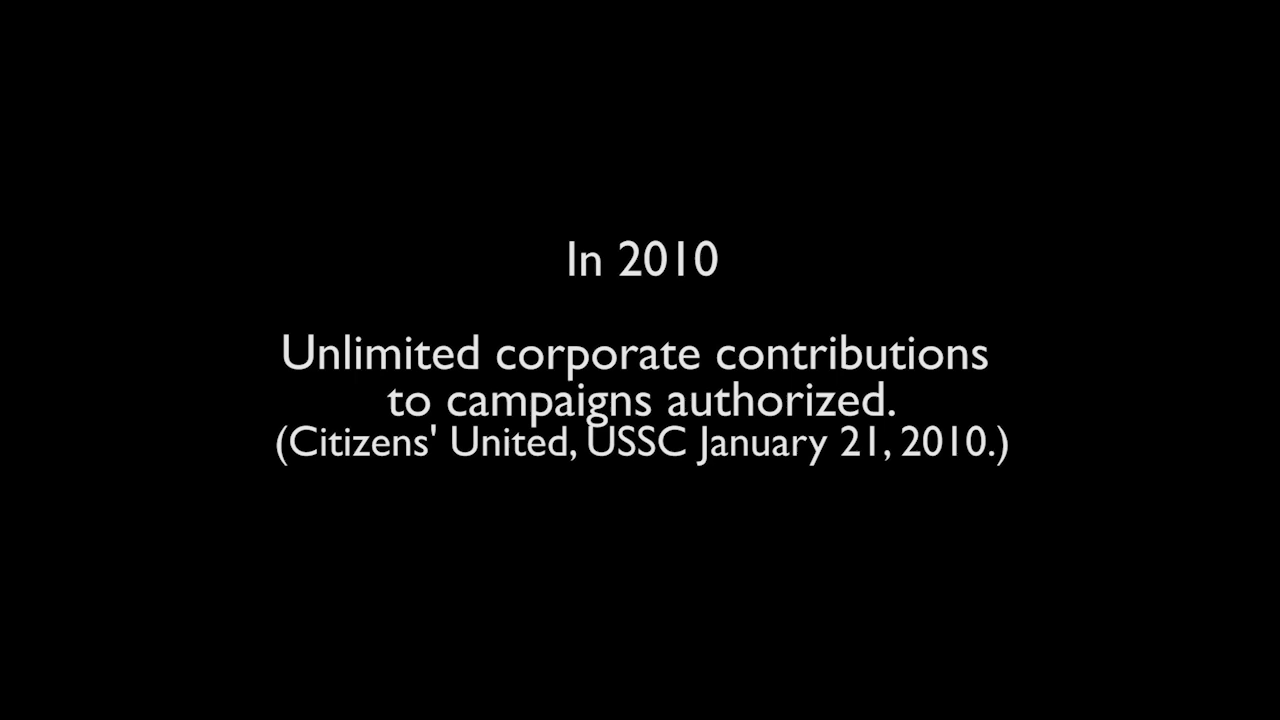 In 2010
Unlimited corporate contributions
to campaigns authorized.
(Citizens' United, USSC January 21, 2010.)